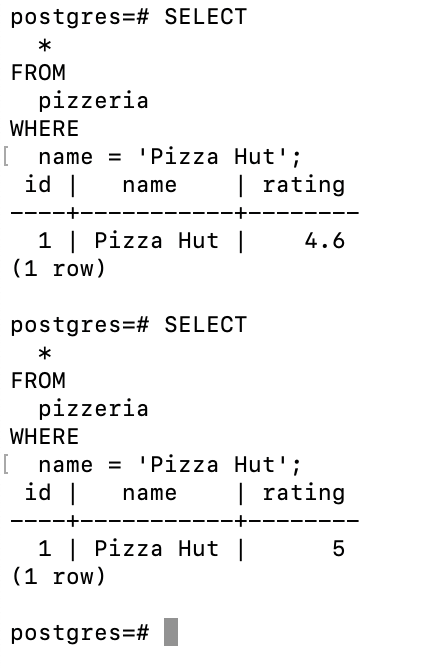 postgres=# SELECT
  *
FROM
  pizzeria
WHERE
[  name = 'Pizza Hut';
 id |   name    | rating
----+-----------+--------
  1 | Pizza Hut |    4.6
(1 row)

postgres=# SELECT
  *
FROM
  pizzeria
WHERE
[  name = 'Pizza Hut';
 id |   name    | rating
----+-----------+--------
  1 | Pizza Hut |      5
(1 row)

postgres=#